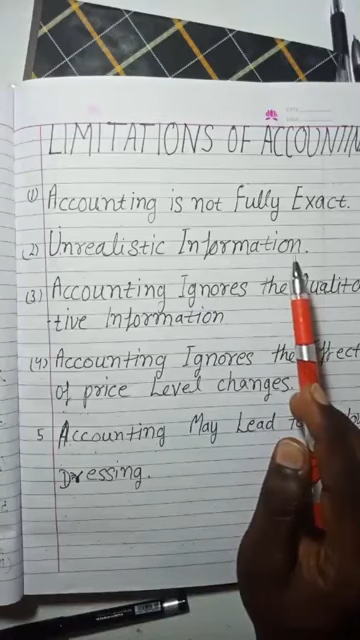 LIMITATIONS OF ACCOUNTIN
(1) Accounting is not Fully Exact.
(2) Unrealistic Information.
(3) Accounting Ignores the Qualita
-tive Information
(4) Accounting Ignores the Effect
of price Level changes.
5 Accounting May Lead to
Dressing.